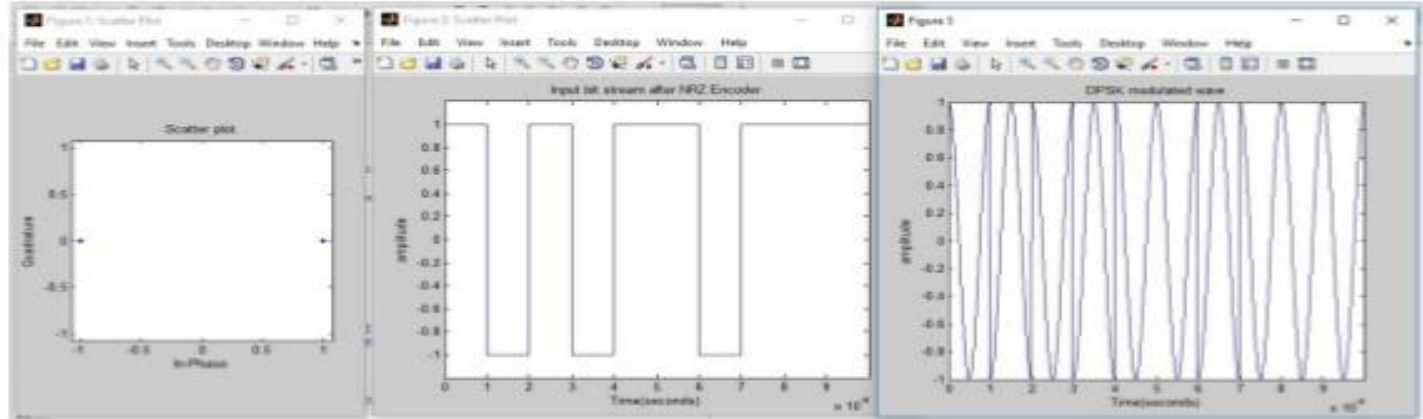 Figure 1: Scatter Plot
File Edit View Insert Tools Desktop Window Help
Scatter plot
1
0.5
0
-0.5
-1
Quadrature
-1 -0.5 0 0.5 1
In-Phase
Figure 2: Scatter Plot
File Edit View Insert Tools Desktop Window Help
Input bit stream after NRZ Encoder
1
0.8
0.6
0.4
0.2
0
-0.2
-0.4
-0.6
-0.8
-1
amplitude
0 1 2 3 4 5 6 7 8 9
Time(seconds)
Figure 3
File Edit View Insert Tools Desktop Window Help
DPSK modulated wave
1
0.8
0.6
0.4
0.2
0
-0.2
-0.4
-0.6
-0.8
-1
amplitude
0 1 2 3 4 5 6 7 8 9
Time(seconds)